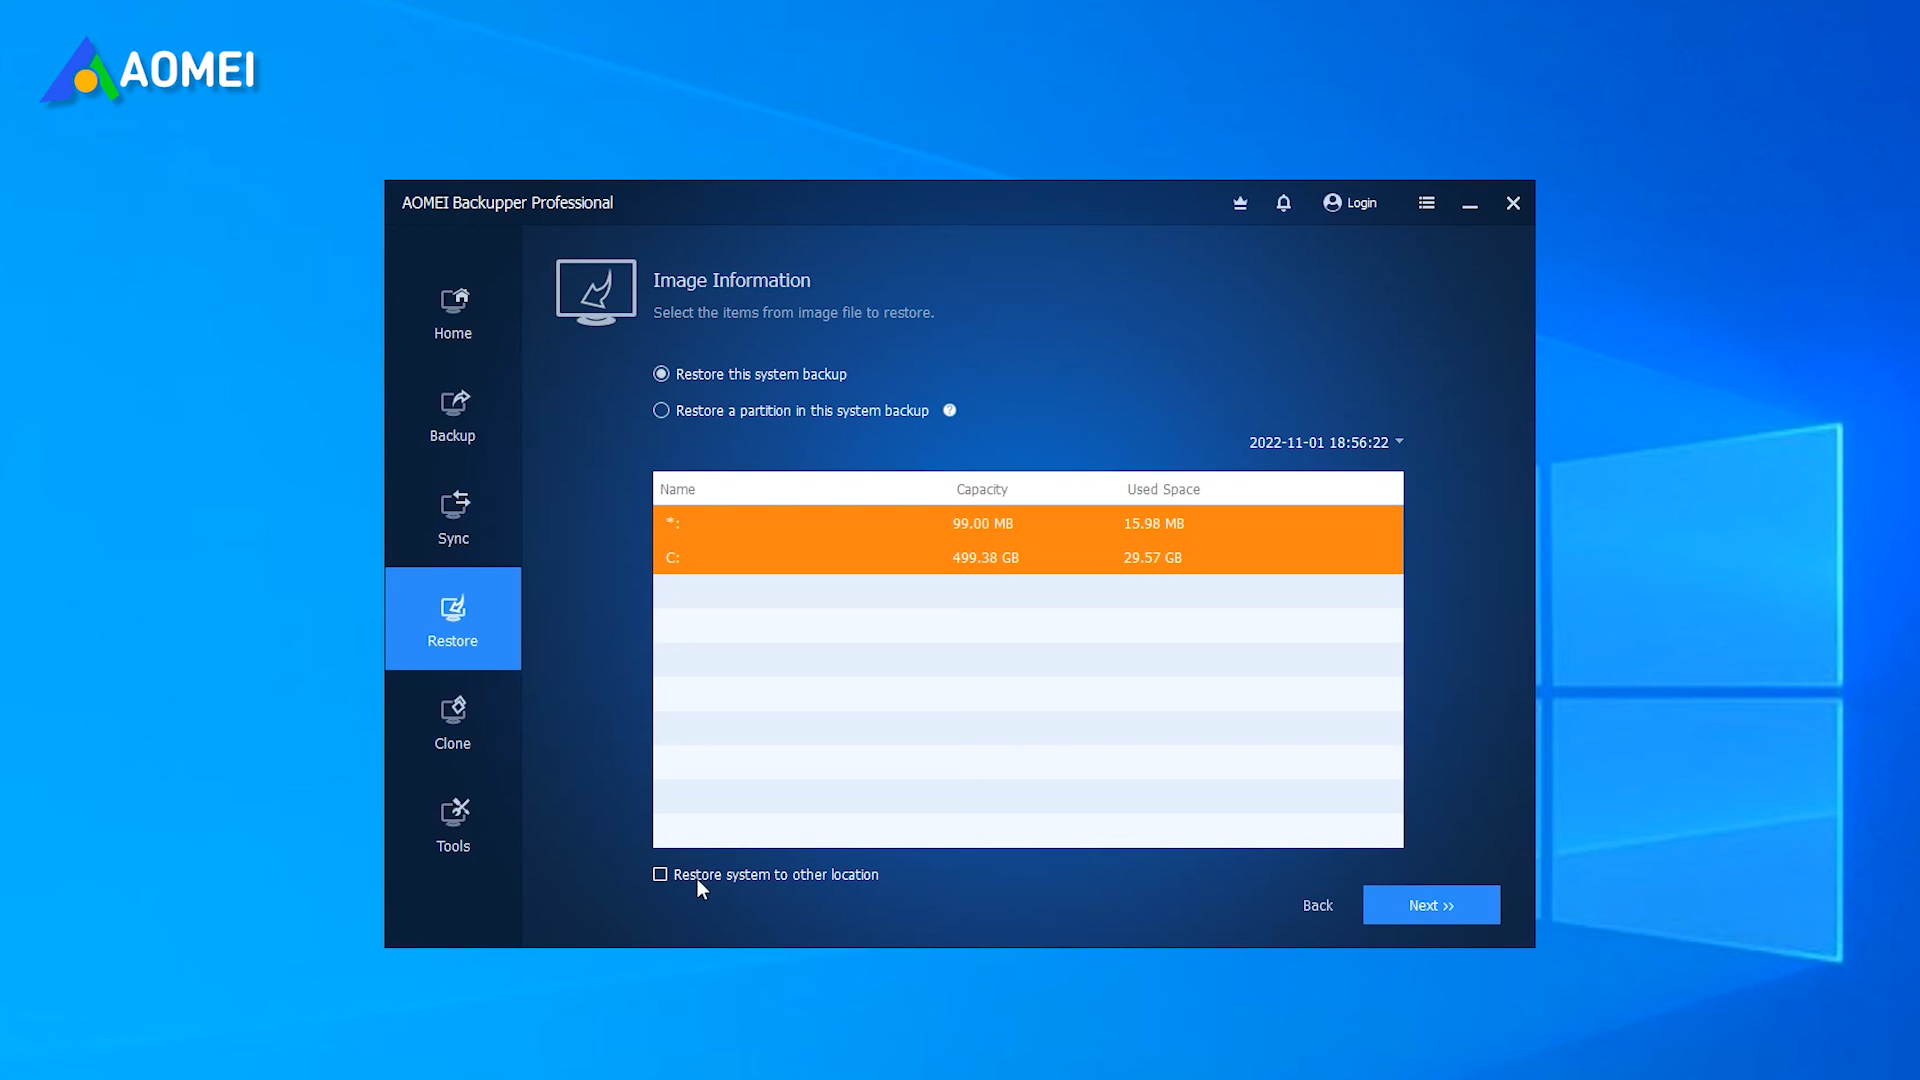 AOMEI
AOMEI Backupper Professional
Login
Home
Backup
Sync
Restore
Clone
Tools
Image Information
Select the items from image file to restore.
Restore this system backup
Restore a partition in this system backup ?
2022-11-01 18:56:22
Name Capacity Used Space
*: 99.00 MB 15.98 MB
C: 499.38 GB 29.57 GB
Restore system to other location
Back Next >>